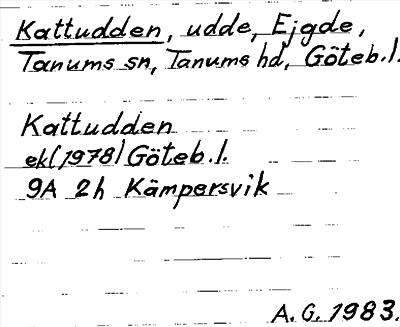 Kattudden, udde, Ejgde,
Tanums sn, Tanums hd, Göteb.l.
Kattudden
ek(1978) Göteb.l.
9A 2h Kämpersvik
A.G. 1983.